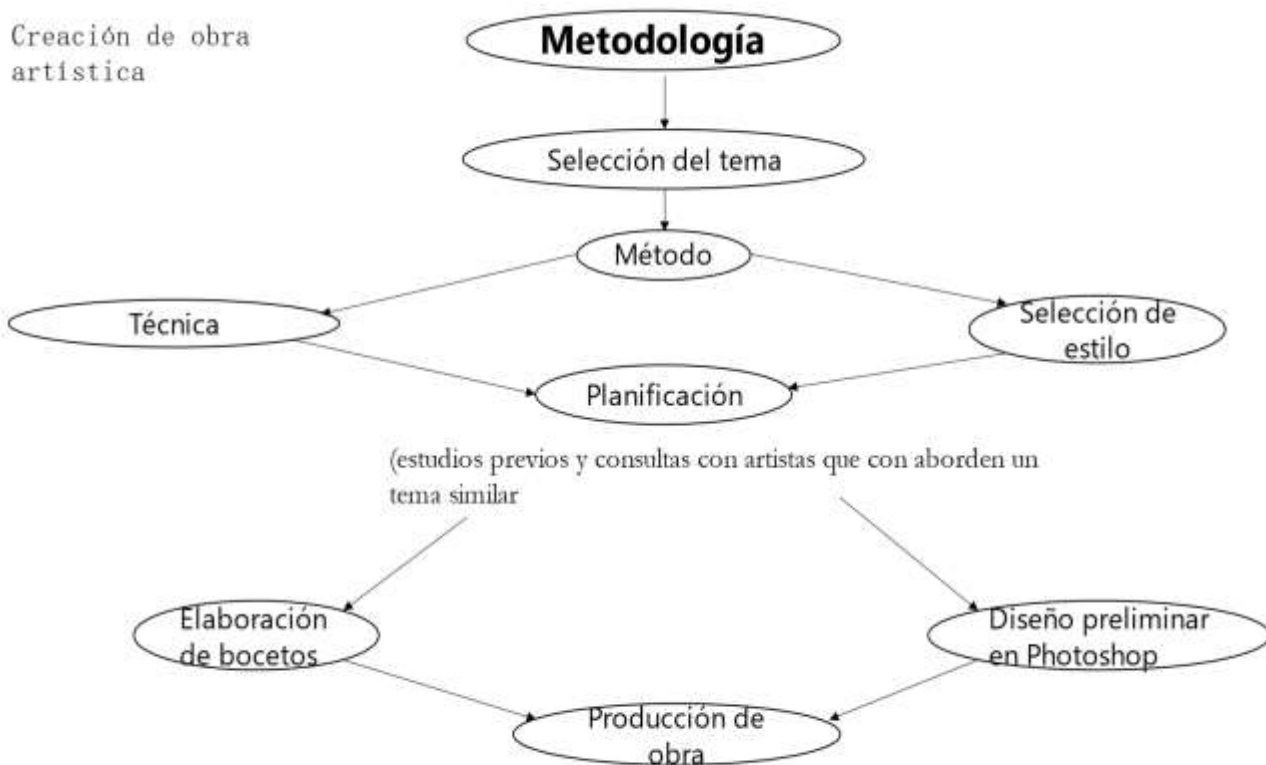 Creación de obra
artística
Metodología
Selección del tema
Método
Técnica
Selección de
estilo
Planificación
(estudios previos y consultas con artistas que con aborden un
tema similar
Elaboración
de bocetos
Diseño preliminar
en Photoshop
Producción de
obra